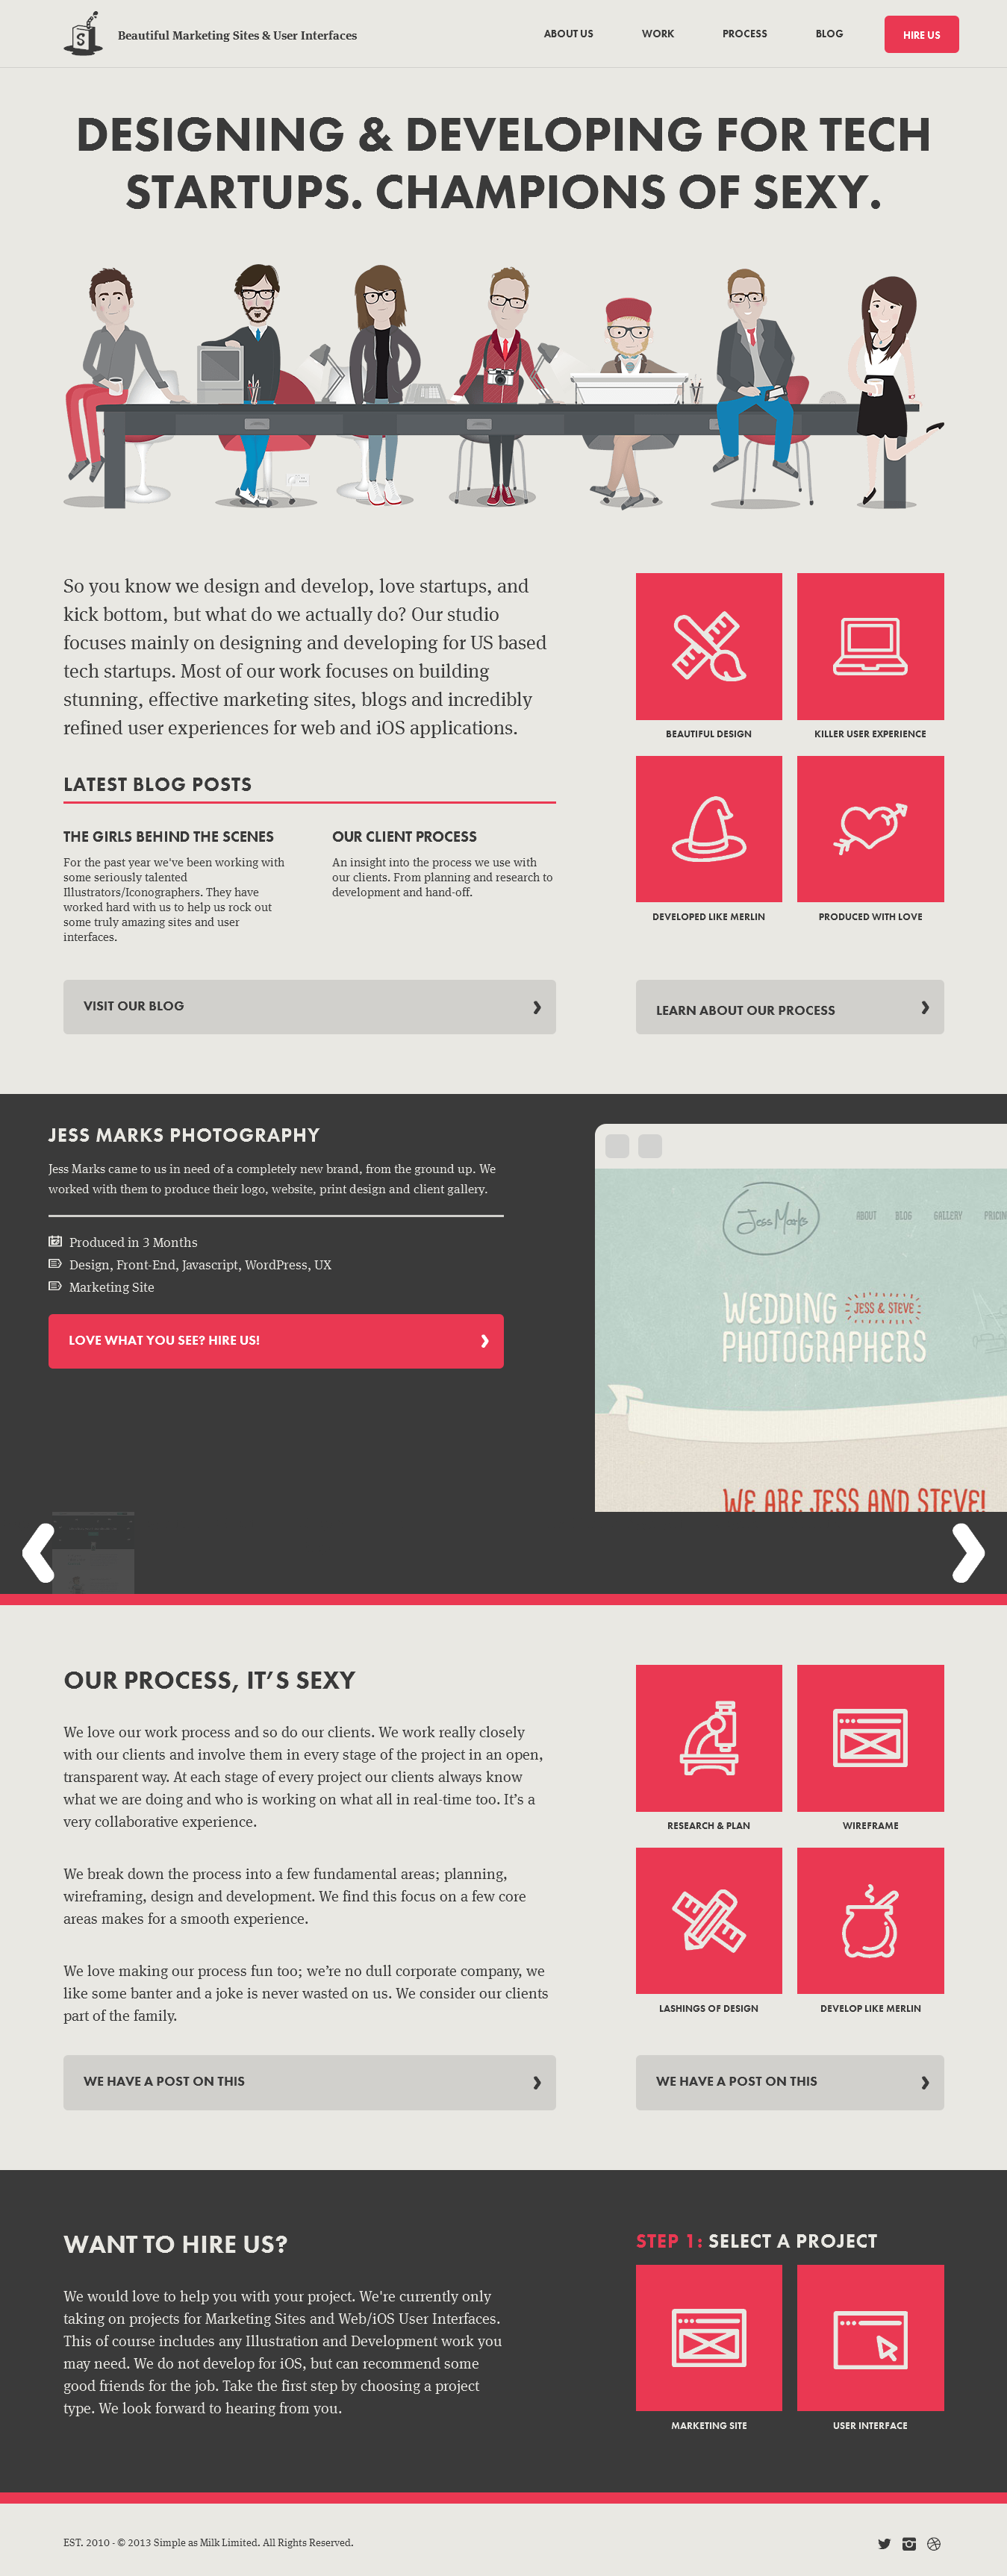 S
Beautiful Marketing Sites & User Interfaces
ABOUT US
WORK
PROCESS
BLOG
HIRE US
DESIGNING & DEVELOPING FOR TECH
STARTUPS. CHAMPIONS OF SEXY.
So you know we design and develop, love startups, and
kick bottom, but what do we actually do? Our studio
focuses mainly on designing and developing for US based
tech startups. Most of our work focuses on building
stunning, effective marketing sites, blogs and incredibly
refined user experiences for web and iOS applications.
BEAUTIFUL DESIGN
KILLER USER EXPERIENCE
DEVELOPED LIKE MERLIN
PRODUCED WITH LOVE
LATEST BLOG POSTS
THE GIRLS BEHIND THE SCENES
For the past year we've been working with
some seriously talented
Illustrators/Iconographers. They have
worked hard with us to help us rock out
some truly amazing sites and user
interfaces.
OUR CLIENT PROCESS
An insight into the process we use with
our clients. From planning and research to
development and hand-off.
VISIT OUR BLOG
LEARN ABOUT OUR PROCESS
JESS MARKS PHOTOGRAPHY
Jess Marks came to us in need of a completely new brand, from the ground up. We
worked with them to produce their logo, website, print design and client gallery.
Produced in 3 Months
Design, Front-End, Javascript, WordPress, UX
Marketing Site
LOVE WHAT YOU SEE? HIRE US!
Jess Marks
ABOUT
BLOG
GALLERY
PRICIN
WEDDING
JESS & STEVE
PHOTOGRAPHERS
WE ARE JESS AND STEVE!
OUR PROCESS, IT’S SEXY
We love our work process and so do our clients. We work really closely
with our clients and involve them in every stage of the project in an open,
transparent way. At each stage of every project our clients always know
what we are doing and who is working on what all in real-time too. It’s a
very collaborative experience.
We break down the process into a few fundamental areas; planning,
wireframing, design and development. We find this focus on a few core
areas makes for a smooth experience.
We love making our process fun too; we’re no dull corporate company, we
like some banter and a joke is never wasted on us. We consider our clients
part of the family.
RESEARCH & PLAN
WIREFRAME
LASHINGS OF DESIGN
DEVELOP LIKE MERLIN
WE HAVE A POST ON THIS
WE HAVE A POST ON THIS
WANT TO HIRE US?
We would love to help you with your project. We're currently only
taking on projects for Marketing Sites and Web/iOS User Interfaces.
This of course includes any Illustration and Development work you
may need. We do not develop for iOS, but can recommend some
good friends for the job. Take the first step by choosing a project
type. We look forward to hearing from you.
STEP 1: SELECT A PROJECT
MARKETING SITE
USER INTERFACE
EST. 2010 - © 2013 Simple as Milk Limited. All Rights Reserved.